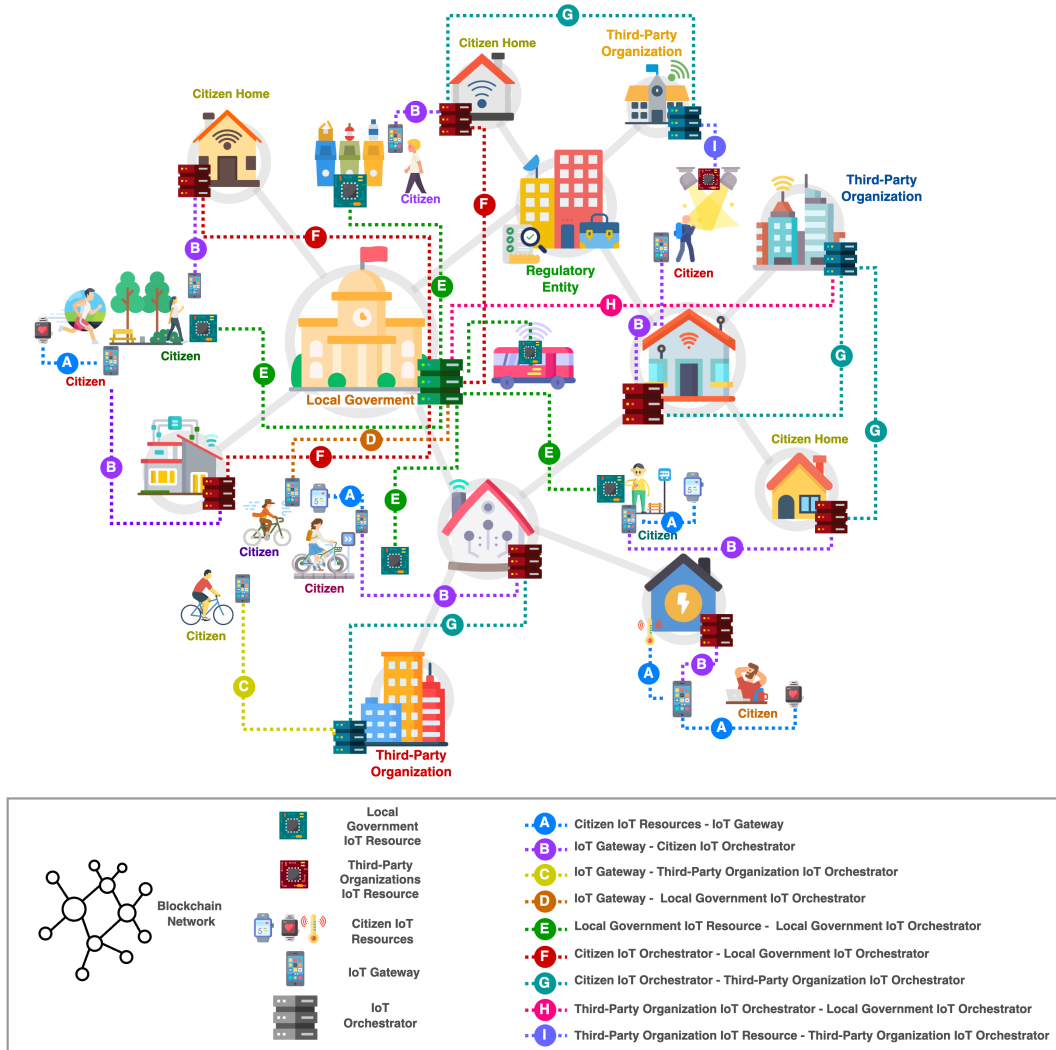 G
Third-Party
Organization
Citizen Home
Citizen Home
B
I
Citizen
Third-Party
Organization
F
F
B
Citizen
Regulatory
Entity
E
H
B
Citizen
A
Citizen
E
Local Goverment
G
D
G
Citizen Home
F
E
B
E
A
A
Citizen
Citizen
Citizen
B
B
Citizen
G
A
B
C
Citizen
A
Third-Party
Organization
Local
Government
IoT Resource
Third-Party
Organizations
IoT Resource
Blockchain
Network
Citizen IoT
Resources
IoT Gateway
IoT
Orchestrator
A Citizen IoT Resources - IoT Gateway
B IoT Gateway - Citizen IoT Orchestrator
C IoT Gateway - Third-Party Organization IoT Orchestrator
D IoT Gateway - Local Government IoT Orchestrator
E Local Government IoT Resource - Local Government IoT Orchestrator
F Citizen IoT Orchestrator - Local Government IoT Orchestrator
G Citizen IoT Orchestrator - Third-Party Organization IoT Orchestrator
H Third-Party Organization IoT Orchestrator - Local Government IoT Orchestrator
I Third-Party Organization IoT Resource - Third-Party Organization IoT Orchestrator